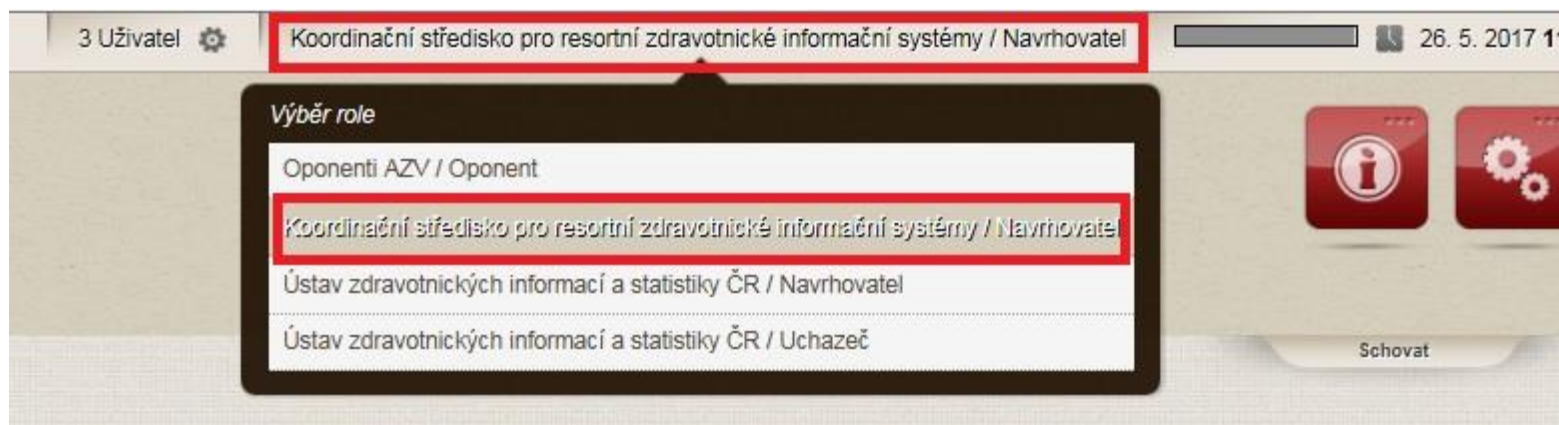 3 Uživatel Koordinační středisko pro resortní zdravotnické informační systémy / Navrhovatel 26. 5. 2017
Výběr role
Oponenti AZV / Oponent
Koordinační středisko pro resortní zdravotnické informační systémy / Navrhovatel
Ústav zdravotnických informací a statistiky ČR / Navrhovatel
Ústav zdravotnických informací a statistiky ČR / Uchazeč
Schovat